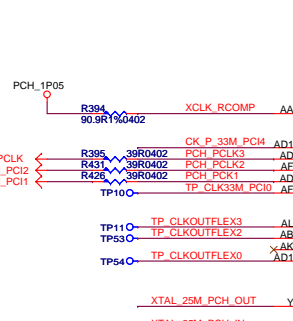 PCH_1P05
R394 XCLK_RCOMP AA
90.9R1%0402
CK_P_33M_PCI4 AD1
PCLK R395 39R0402 PCH_PCLK3 AD
_PCI2 R431 39R0402 PCH_PCLK2 AF
_PCI1 R426 39R0402 PCH_PCK1 AD
TP10 TP_CLK33M_PCI0 AF
TP11 TP_CLKOUTFLEX3 AL
TP53 TP_CLKOUTFLEX2 AB
AK
TP54 TP_CLKOUTFLEX0 AD1
XTAL_25M_PCH_OUT Y